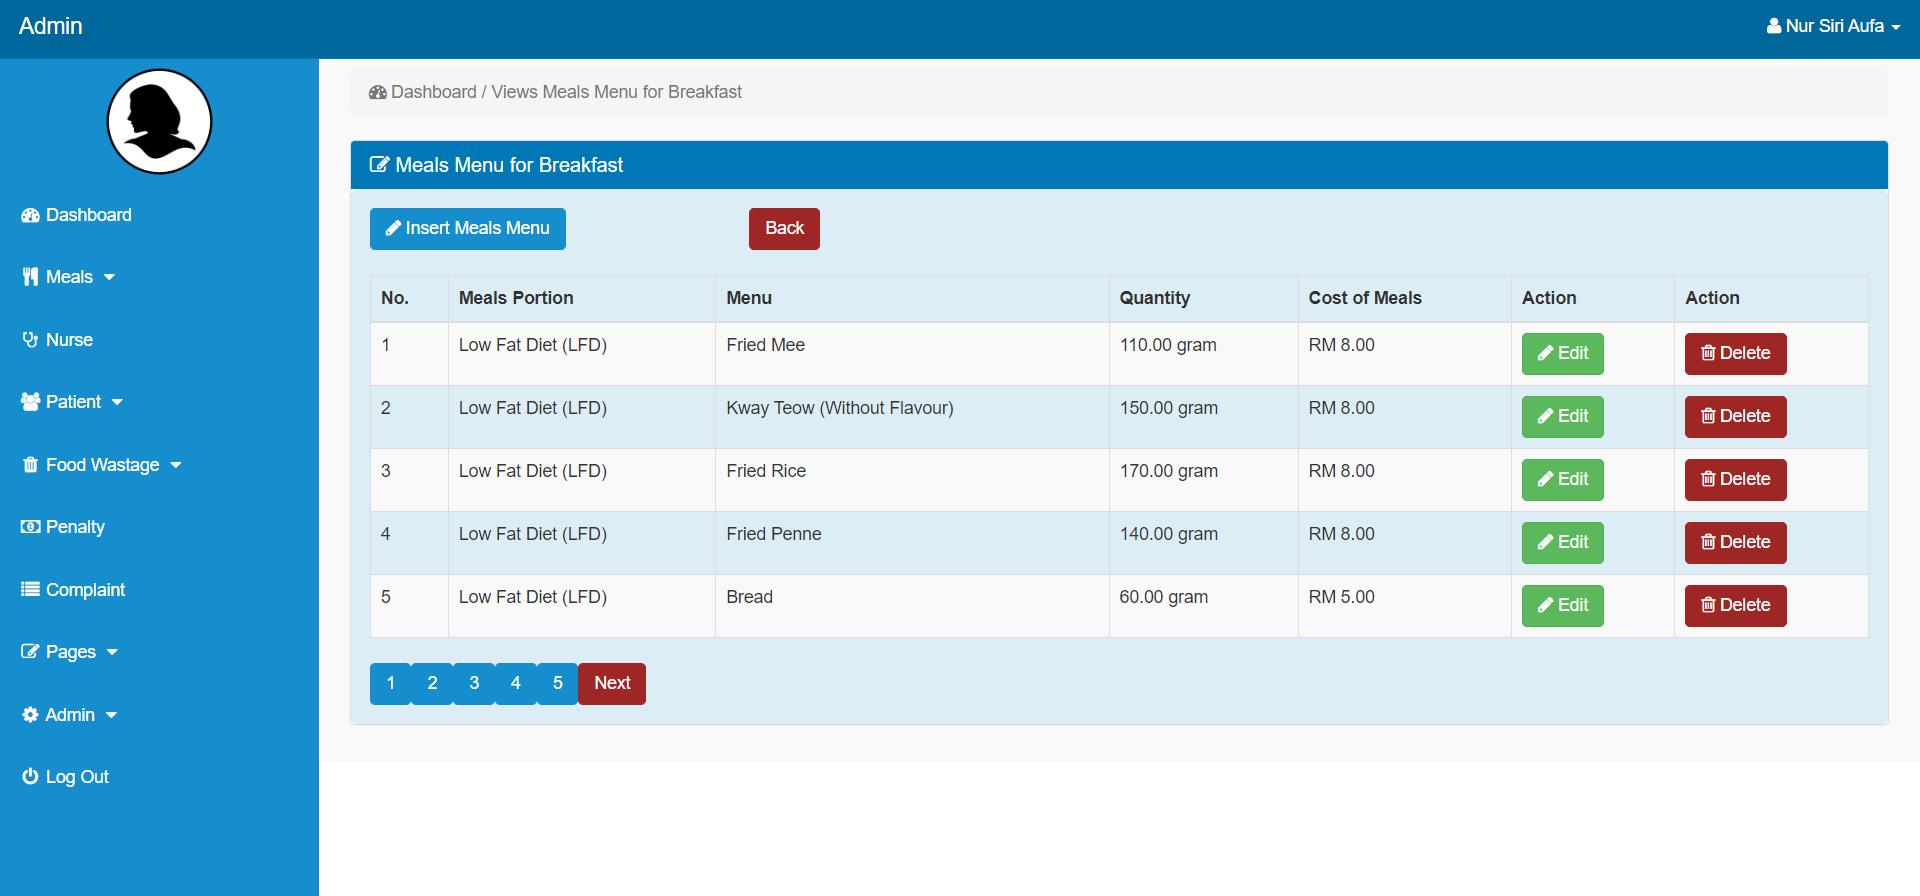 Admin
Nur Siri Aufa
Dashboard
Meals
Nurse
Patient
Food Wastage
Penalty
Complaint
Pages
Admin
Log Out
Dashboard / Views Meals Menu for Breakfast
Meals Menu for Breakfast
Insert Meals Menu Back
No. Meals Portion Menu Quantity Cost of Meals Action Action
1 Low Fat Diet (LFD) Fried Mee 110.00 gram RM 8.00 Edit Delete
2 Low Fat Diet (LFD) Kway Teow (Without Flavour) 150.00 gram RM 8.00 Edit Delete
3 Low Fat Diet (LFD) Fried Rice 170.00 gram RM 8.00 Edit Delete
4 Low Fat Diet (LFD) Fried Penne 140.00 gram RM 8.00 Edit Delete
5 Low Fat Diet (LFD) Bread 60.00 gram RM 5.00 Edit Delete
1 2 3 4 5 Next